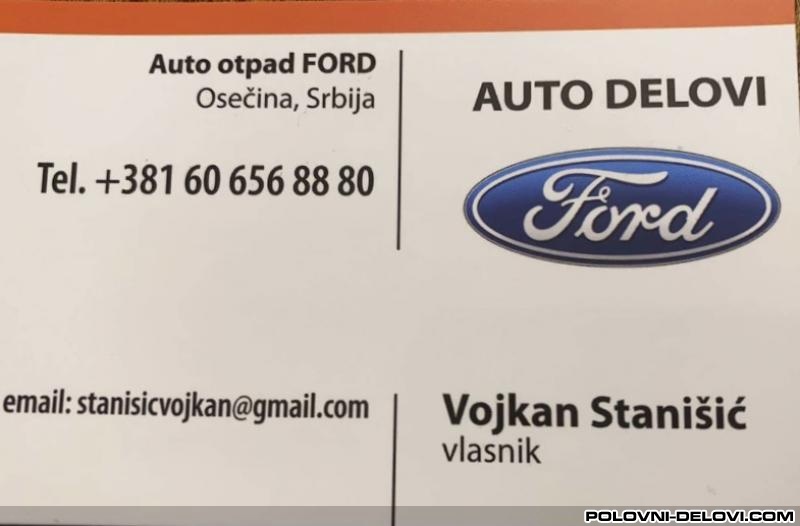 Auto otpad FORD
Osečina, Srbija
Tel. +381 60 656 88 80
AUTO DELOVI
Ford
email: stanisicvojkan@gmail.com
Vojkan Stanišić
vlasnik
POLOVNI-DELOVI.COM